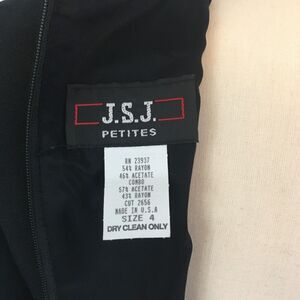 J.S.J.
PETITES
RN 23937
54% RAYON
46% ACETATE
COMBO
57% ACETATE
43% RAYON
CUT 2656
MADE IN U.S.A
SIZE 4
DRY CLEAN ONLY